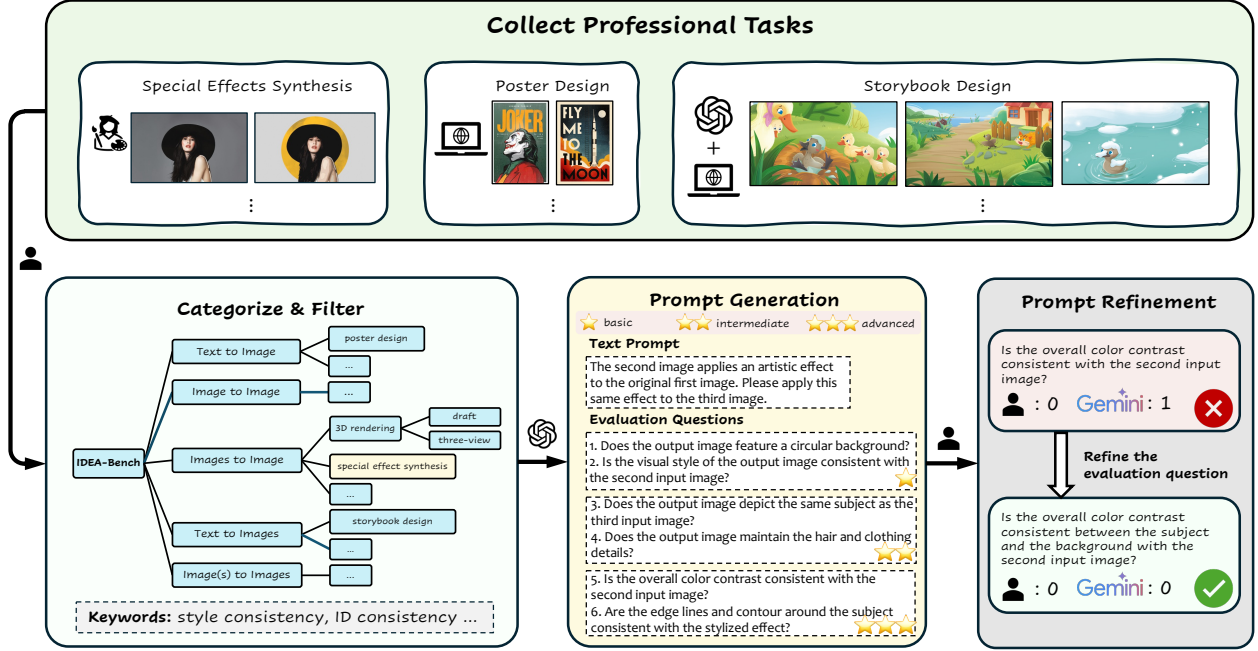 Collect Professional Tasks
Special Effects Synthesis
Poster Design
Storybook Design
JOKER
FLY
ME
TO
THE
MOON
+
⋮
⋮
⋮
Categorize & Filter
IDEA-Bench
Text to Image
poster design
...
Image to Image
...
Images to Image
3D rendering
draft
three-view
special effect synthesis
...
Text to Images
storybook design
...
Image(s) to Images
...
Keywords: style consistency, ID consistency ...
Prompt Generation
basic
intermediate
advanced
Text Prompt
The second image applies an artistic effect
to the original first image. Please apply this
same effect to the third image.
Evaluation Questions
1. Does the output image feature a circular background?
2. Is the visual style of the output image consistent with
the second input image?
3. Does the output image depict the same subject as the
third input image?
4. Does the output image maintain the hair and clothing
details?
5. Is the overall color contrast consistent with the
second input image?
6. Are the edge lines and contour around the subject
consistent with the stylized effect?
Prompt Refinement
Is the overall color contrast
consistent with the second input
image?
: 0 Gemini : 1
Refine the
evaluation question
Is the overall color contrast
consistent between the subject
and the background with the
second input image?
: 0 Gemini : 0